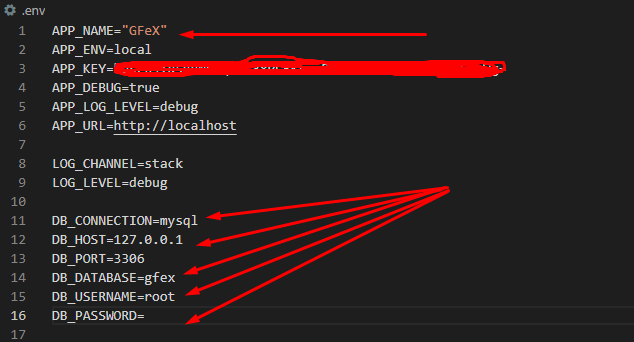 .env
1 APP_NAME="GFeX"
2 APP_ENV=local
3 APP_KEY=
4 APP_DEBUG=true
5 APP_LOG_LEVEL=debug
6 APP_URL=http://localhost
7
8 LOG_CHANNEL=stack
9 LOG_LEVEL=debug
10
11 DB_CONNECTION=mysql
12 DB_HOST=127.0.0.1
13 DB_PORT=3306
14 DB_DATABASE=gfex
15 DB_USERNAME=root
16 DB_PASSWORD=
17